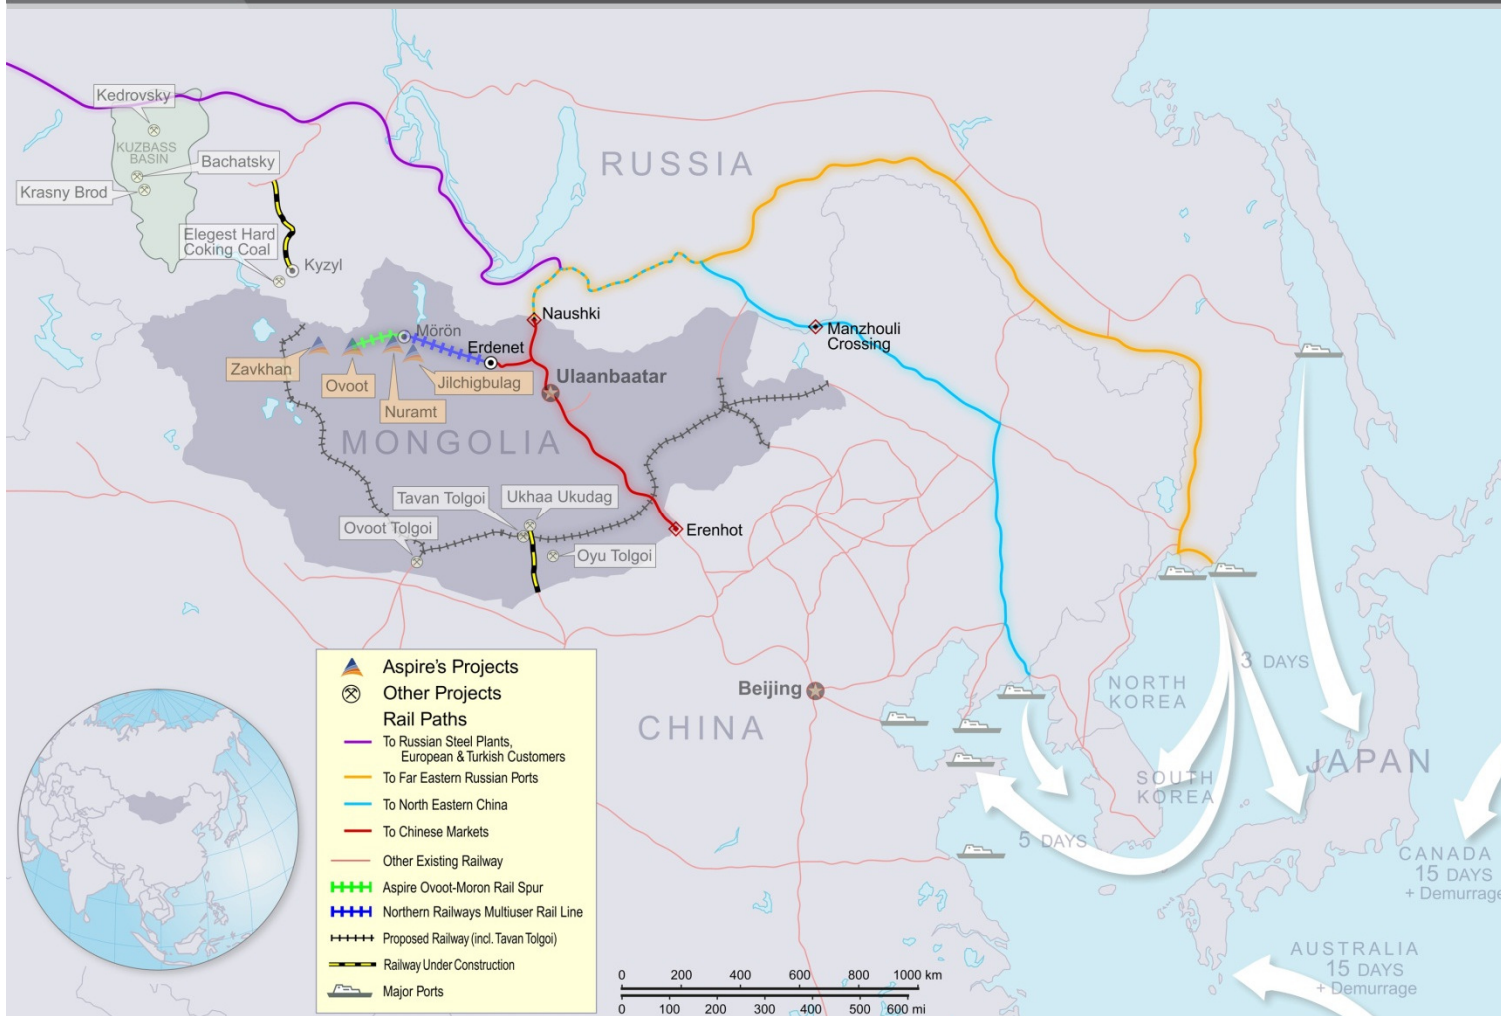 Kedrovsky
KUZBASS
BASIN
Bachatsky
Krasny Brod
Elegest Hard
Coking Coal
Kyzyl
RUSSIA
Naushki
Mörön
Erdenet
Manzhouli
Crossing
Zavkhan
Ovoot
Jilchigbulag
Nuramt
Ulaanbaatar
MONGOLIA
Tavan Tolgoi
Ukhaa Ukudag
Ovoot Tolgoi
Erenhot
Oyu Tolgoi
Beijing
CHINA
NORTH
KOREA
SOUTH
KOREA
JAPAN
3 DAYS
5 DAYS
CANADA
15 DAYS
+ Demurrage
AUSTRALIA
15 DAYS
+ Demurrage
Aspire's Projects
Other Projects
Rail Paths
To Russian Steel Plants,
European & Turkish Customers
To Far Eastern Russian Ports
To North Eastern China
To Chinese Markets
Other Existing Railway
Aspire Ovoot-Moron Rail Spur
Northern Railways Multiuser Rail Line
Proposed Railway (incl. Tavan Tolgoi)
Railway Under Construction
Major Ports
0 200 400 600 800 1000 km
0 100 200 300 400 500 600 mi